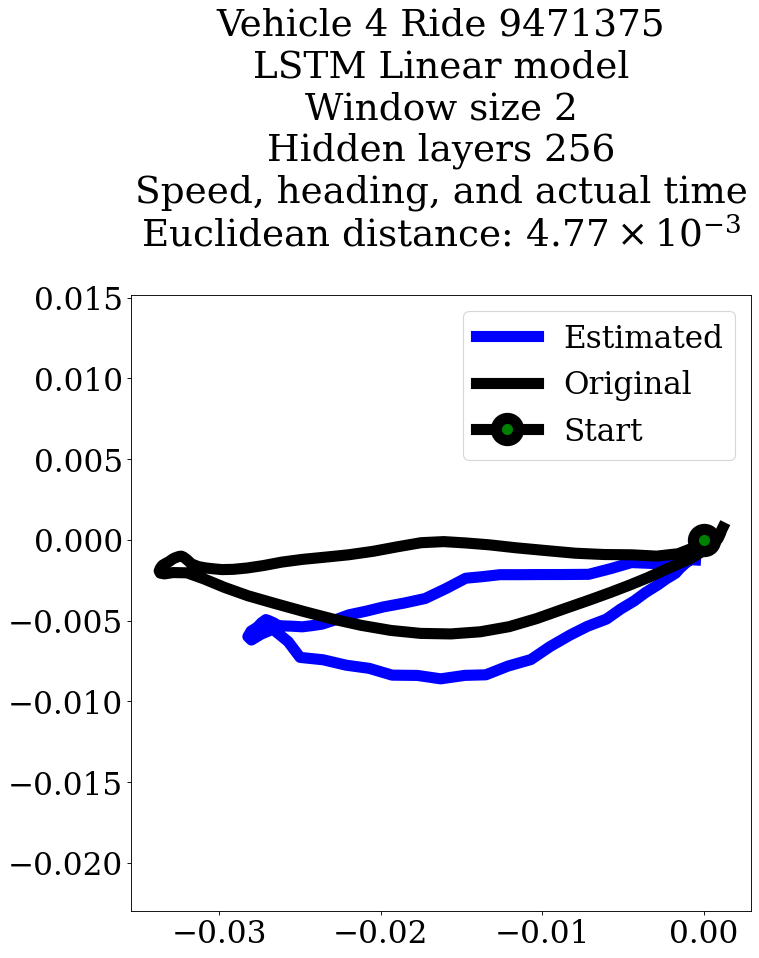 Vehicle 4 Ride 9471375
LSTM Linear model
Window size 2
Hidden layers 256
Speed, heading, and actual time
Euclidean distance: 4.77 × 10⁻³
Estimated
Original
Start
0.015
0.010
0.005
0.000
−0.005
−0.010
−0.015
−0.020
−0.03 −0.02 −0.01 0.00